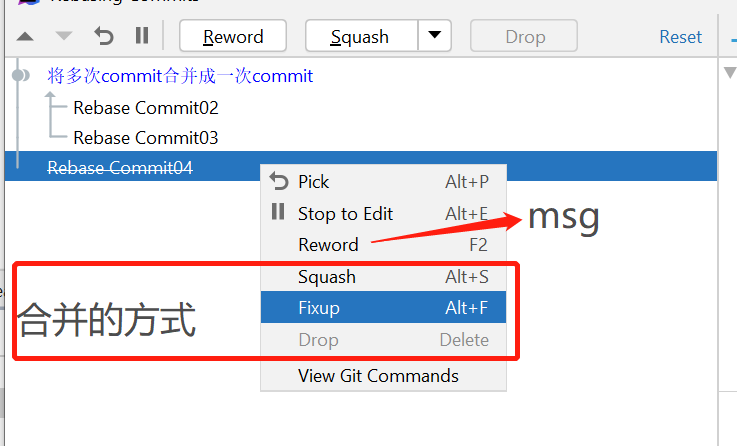 Rebasing Commits
Reword
Squash
Drop
Reset
将多次commit合并成一次commit
Rebase Commit02
Rebase Commit03
Rebase Commit04
Pick Alt+P
Stop to Edit Alt+E
msg
Reword F2
Squash Alt+S
合并的方式
Fixup Alt+F
Drop Delete
View Git Commands